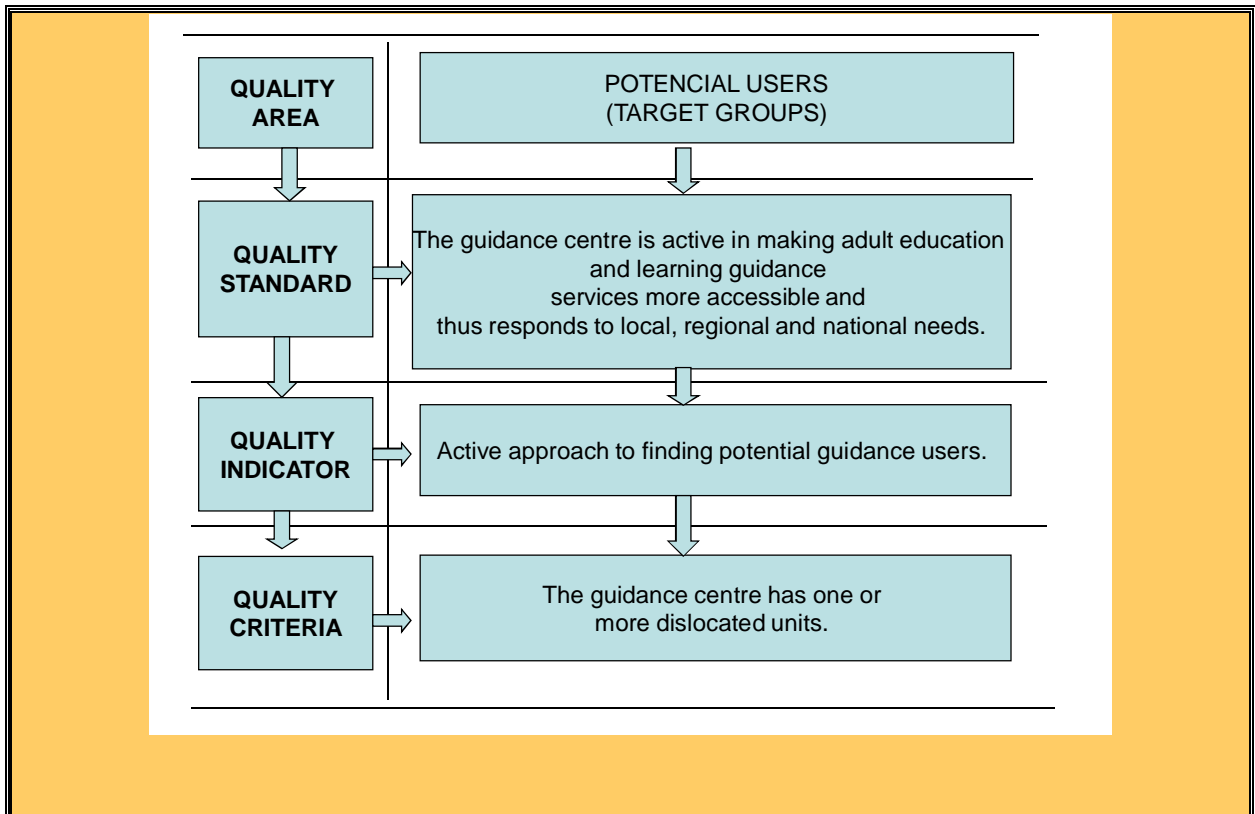 QUALITY
AREA
POTENCIAL USERS
(TARGET GROUPS)
QUALITY
STANDARD
The guidance centre is active in making adult education
and learning guidance
services more accessible and
thus responds to local, regional and national needs.
QUALITY
INDICATOR
Active approach to finding potential guidance users.
QUALITY
CRITERIA
The guidance centre has one or
more dislocated units.